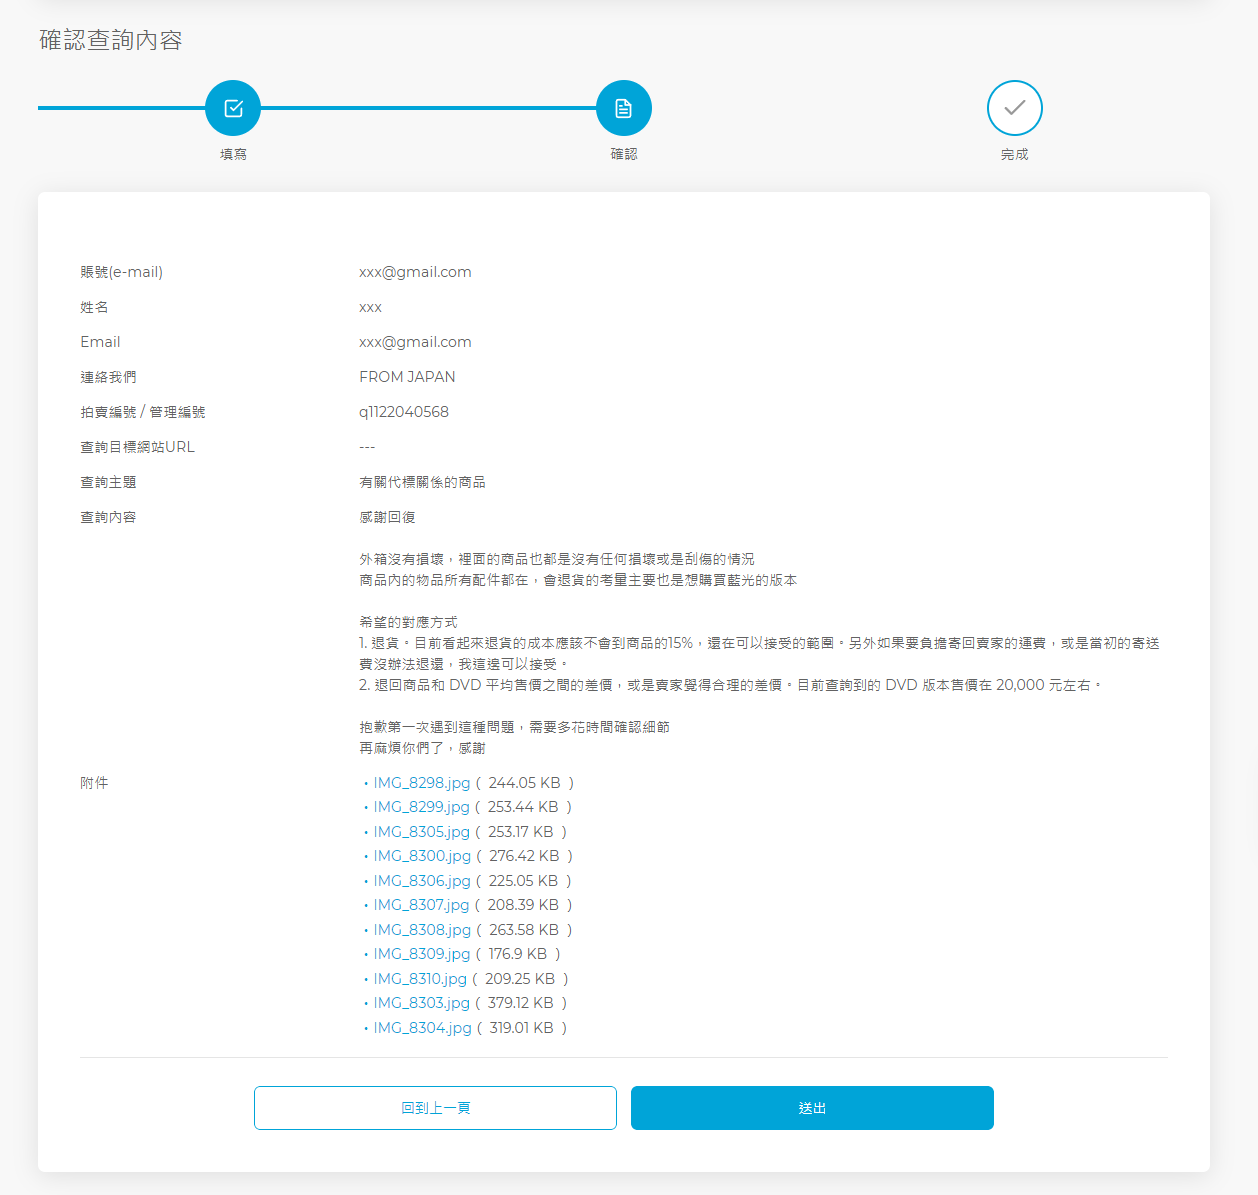 確認查詢內容
填寫
確認
完成
賬號(e-mail)
xxx@gmail.com
姓名
xxx
Email
xxx@gmail.com
連絡我們
FROM JAPAN
拍賣編號 / 管理編號
q1122040568
查詢目標網站URL
---
查詢主題
有關代標關係的商品
查詢內容
感謝回復
外箱沒有損壞，裡面的商品也都是沒有任何損壞或是刮傷的情況
商品內的物品所有配件都在，會退貨的考量主要也是想購買藍光的版本
希望的對應方式
1. 退貨。目前看起來退貨的成本應該不會到商品的15%，還在可以接受的範圍。另外如果要負擔寄回賣家的運費，或是當初的寄送
費沒辦法退還，我這邊可以接受。
2. 退回商品和 DVD 平均售價之間的差價，或是賣家覺得合理的差價。目前查詢到的 DVD 版本售價在 20,000 元左右。
抱歉第一次遇到這種問題，需要多花時間確認細節
再麻煩你們了，感謝
附件
・IMG_8298.jpg ( 244.05 KB )
・IMG_8299.jpg ( 253.44 KB )
・IMG_8305.jpg ( 253.17 KB )
・IMG_8300.jpg ( 276.42 KB )
・IMG_8306.jpg ( 225.05 KB )
・IMG_8307.jpg ( 208.39 KB )
・IMG_8308.jpg ( 263.58 KB )
・IMG_8309.jpg ( 176.9 KB )
・IMG_8310.jpg ( 209.25 KB )
・IMG_8303.jpg ( 379.12 KB )
・IMG_8304.jpg ( 319.01 KB )
回到上一頁
送出